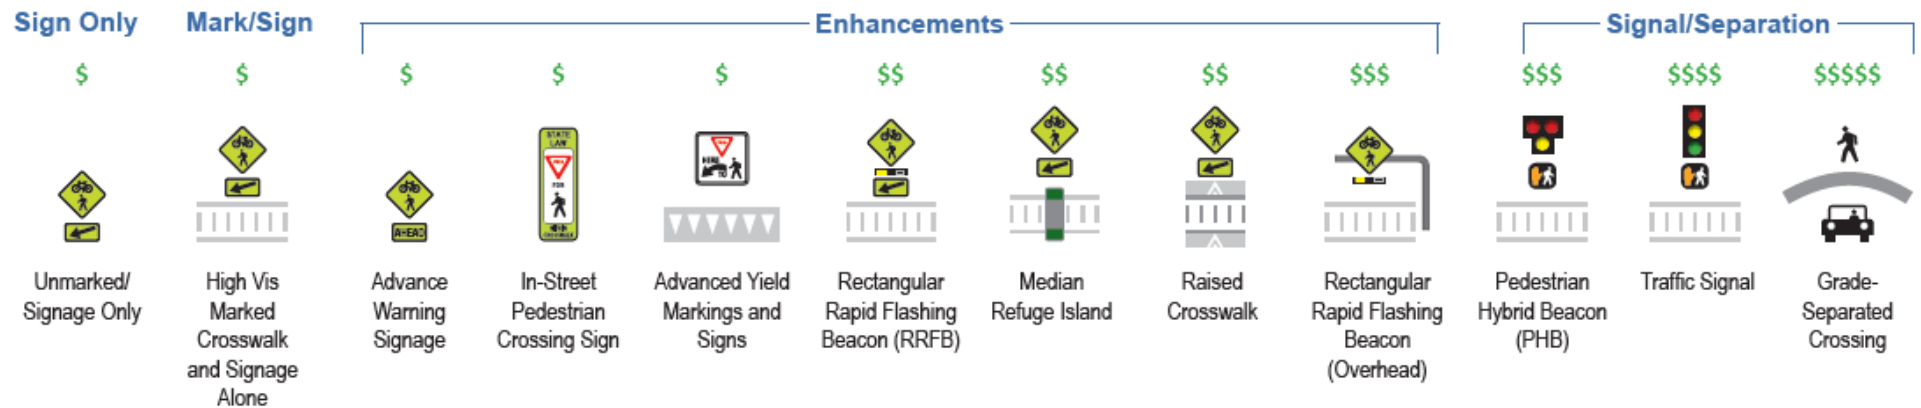 Sign Only
Mark/Sign
Enhancements
Signal/Separation
$
$
$
$
$
$$
$$
$$
$$$
$$$
$$$$
$$$$$
AHEAD
STATE
LAW
FOR
HERE
TO
Unmarked/
Signage Only
High Vis
Marked
Crosswalk
and Signage
Alone
Advance
Warning
Signage
In-Street
Pedestrian
Crossing Sign
Advanced Yield
Markings and
Signs
Rectangular
Rapid Flashing
Beacon (RRFB)
Median
Refuge Island
Raised
Crosswalk
Rectangular
Rapid Flashing
Beacon
(Overhead)
Pedestrian
Hybrid Beacon
(PHB)
Traffic Signal
Grade-
Separated
Crossing